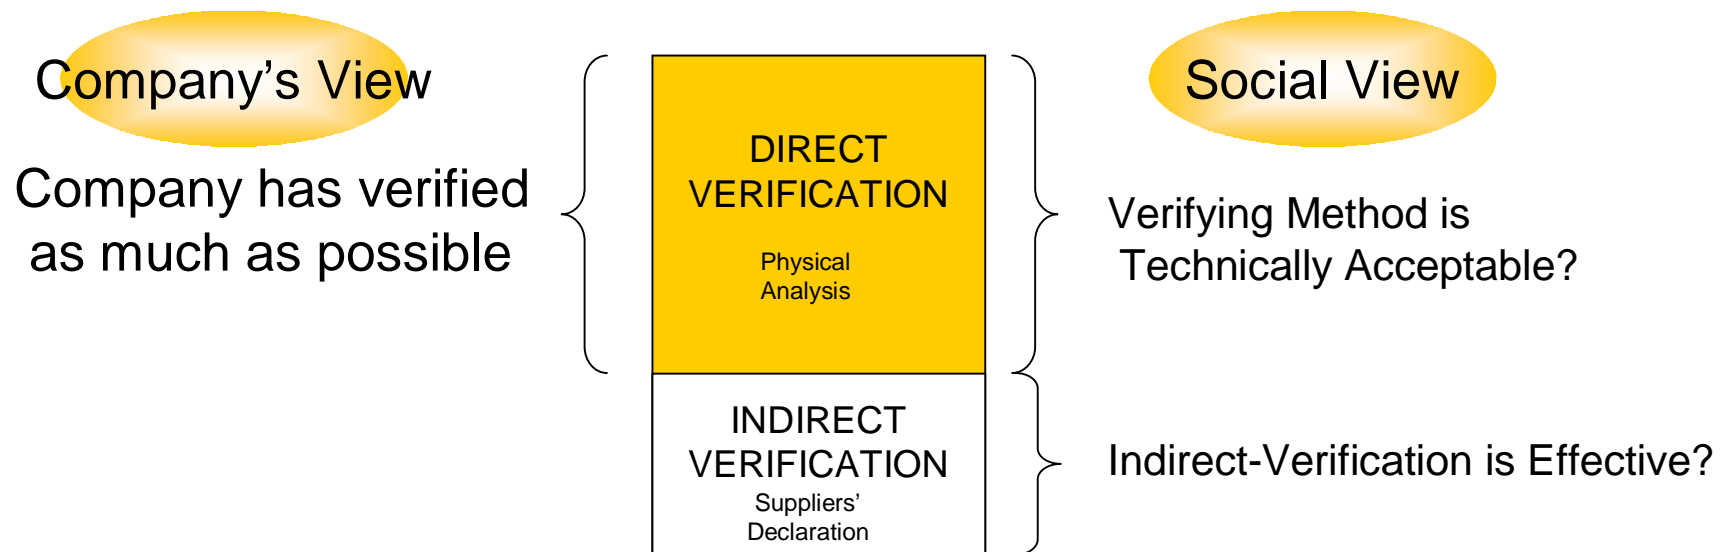 Company's View
Company has verified
as much as possible
DIRECT
VERIFICATION
Physical
Analysis
INDIRECT
VERIFICATION
Suppliers'
Declaration
Social View
Verifying Method is
Technically Acceptable?
Indirect-Verification is Effective?